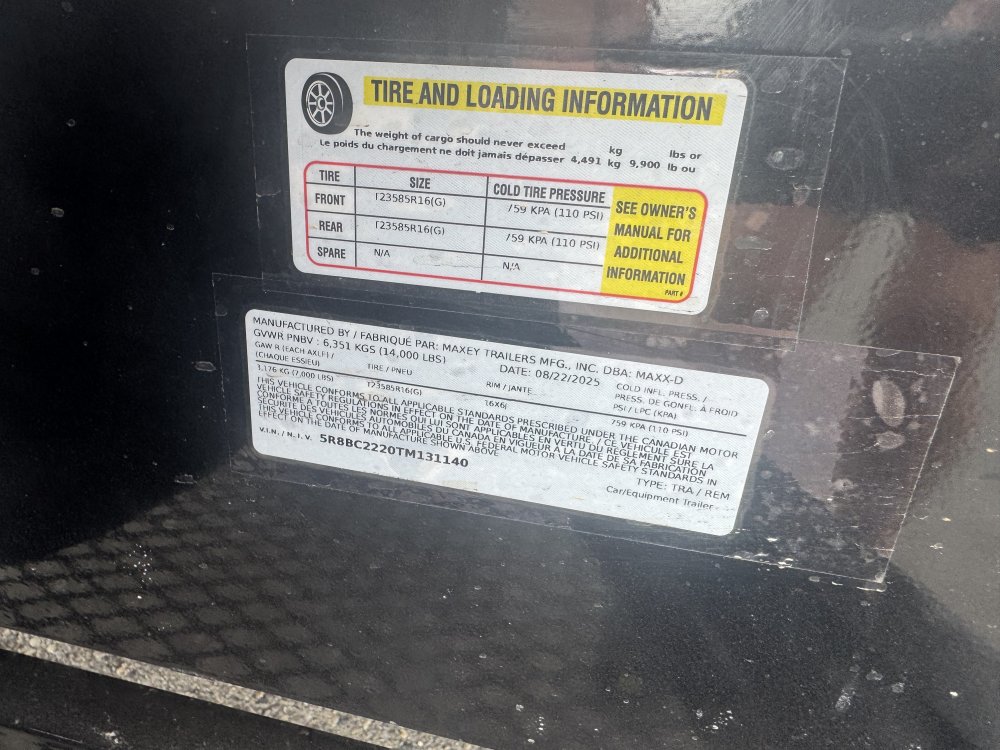 TIRE AND LOADING INFORMATION
The weight of cargo should never exceed kg lbs or
Le poids du chargement ne doit jamais dépasser 4,491 kg 9,900 lb ou
TIRE SIZE COLD TIRE PRESSURE
FRONT T23585R16(G) 759 KPA (110 PSI)
REAR T23585R16(G) 759 KPA (110 PSI)
SPARE N/A N/A
SEE OWNER'S
MANUAL FOR
ADDITIONAL
INFORMATION
PART #
MANUFACTURED BY / FABRIQUÉ PAR: MAXEY TRAILERS MFG., INC. DBA: MAXX-D
GVWR PNBV : 6,351 KGS (14,000 LBS) DATE: 08/22/2025
GAWR (EACH AXLE) / TIRE / PNEU RIM / JANTE COLD INFL. PRESS. /
(CHAQUE ESSIEU) PRESS. DE GONFL. À FROID
PSI / LPC (KPA)
3,176 KG (7,000 LBS) T23585R16(G) 16X6J 759 KPA (110 PSI)
THIS VEHICLE CONFORMS TO ALL APPLICABLE STANDARDS PRESCRIBED UNDER THE CANADIAN MOTOR
VEHICLE SAFETY REGULATIONS IN EFFECT ON THE DATE OF MANUFACTURE. / CE VEHICULE EST
CONFORME A TOUTES LES NORMES QUI LUI SONT APPLICABLES EN VERTU DU REGLEMENT SURE LA
SECURITE DES VEHICULES AUTOMOBILES DU CANADA EN VIGUEUR A LA DATE DE SA FABRICATION
THIS VEHICLE CONFORMS TO ALL APPLICABLE U.S. FEDERAL MOTOR VEHICLE SAFETY STANDARDS IN
EFFECT ON THE DATE OF MANUFACTURE SHOWN ABOVE
V.I.N. / N.I.V. 5R8BC2220TM131140 TYPE: TRA / REM
Car/Equipment Trailer